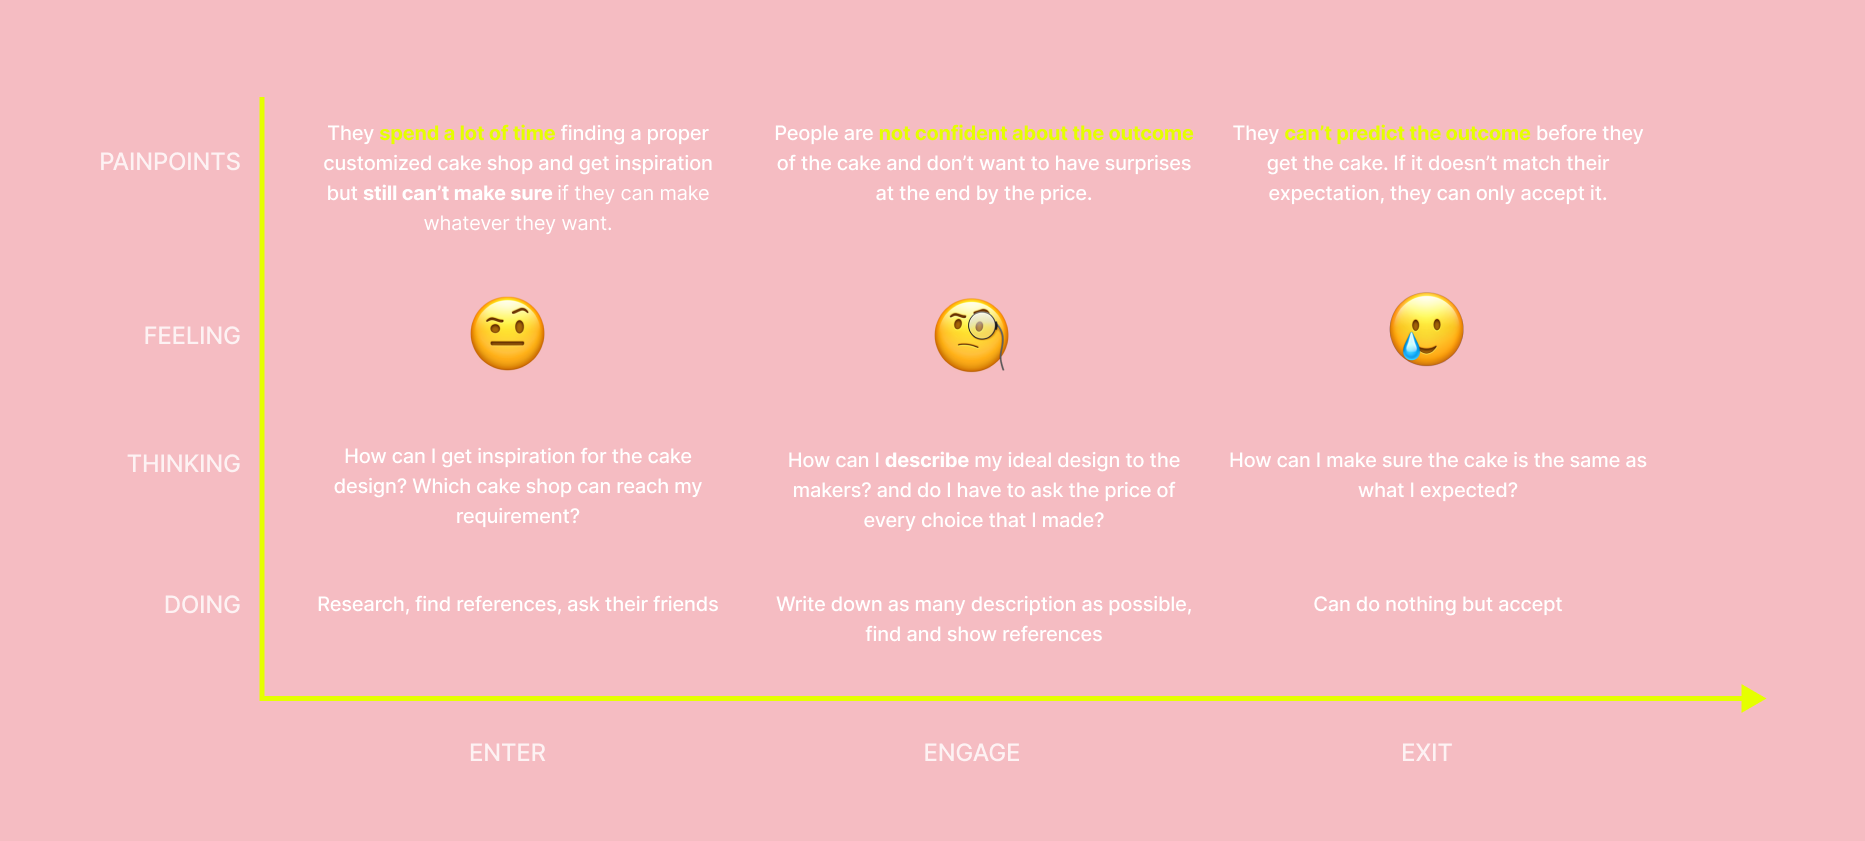 PAINPOINTS
They spend a lot of time finding a proper
customized cake shop and get inspiration
but still can't make sure if they can make
whatever they want.
People are not confident about the outcome
of the cake and don't want to have surprises
at the end by the price.
They can't predict the outcome before they
get the cake. If it doesn't match their
expectation, they can only accept it.
FEELING
THINKING
How can I get inspiration for the cake
design? Which cake shop can reach my
requirement?
How can I describe my ideal design to the
makers? and do I have to ask the price of
every choice that I made?
How can I make sure the cake is the same as
what I expected?
DOING
Research, find references, ask their friends
Write down as many description as possible,
find and show references
Can do nothing but accept
ENTER
ENGAGE
EXIT